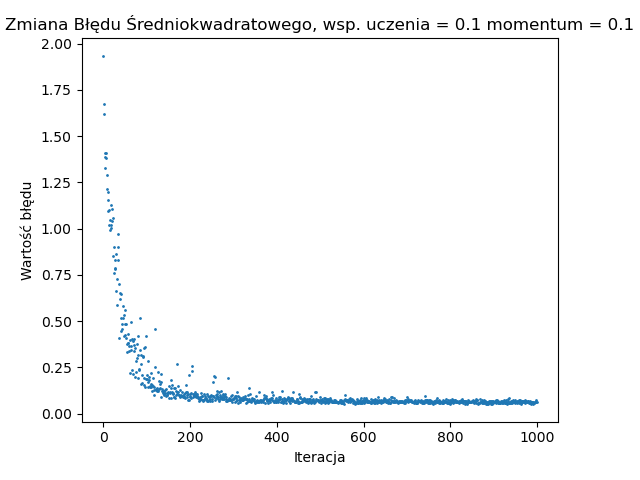 Zmiana Błędu Średniokwadratowego, wsp. uczenia = 0.1 momentum = 0.1
2.00
1.75
1.50
1.25
1.00
0.75
0.50
0.25
0.00
Wartość błędu
0 200 400 600 800 1000
Iteracja